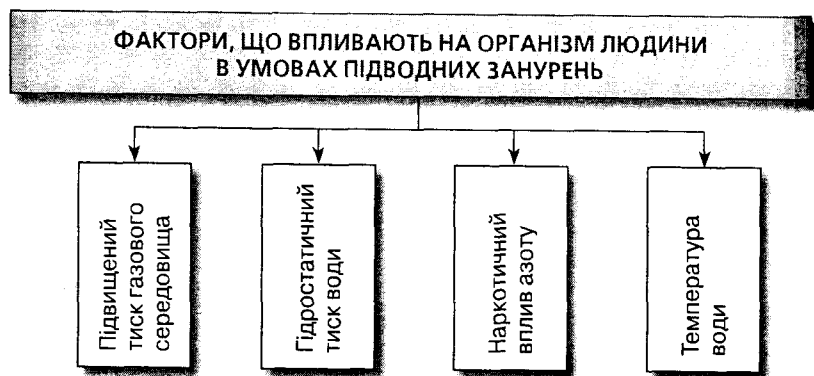 ФАКТОРИ, ЩО ВПЛИВАЮТЬ НА ОРГАНІЗМ ЛЮДИНИ
В УМОВАХ ПІДВОДНИХ ЗАНУРЕНЬ
Підвищений
тиск газового
середовища
Гідростатичний
тиск води
Наркотичний
вплив азоту
Температура
води